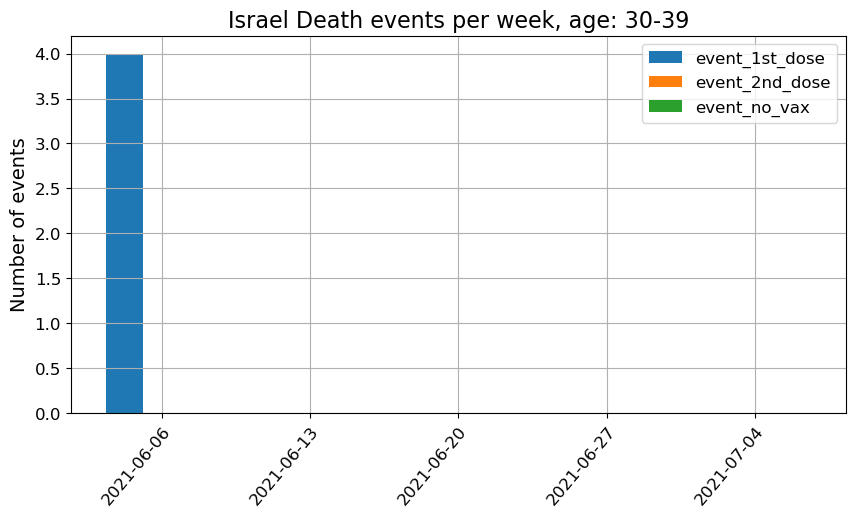 Israel Death events per week, age: 30-39
event_1st_dose
event_2nd_dose
event_no_vax
Number of events
4.0
3.5
3.0
2.5
2.0
1.5
1.0
0.5
0.0
2021-06-06
2021-06-13
2021-06-20
2021-06-27
2021-07-04